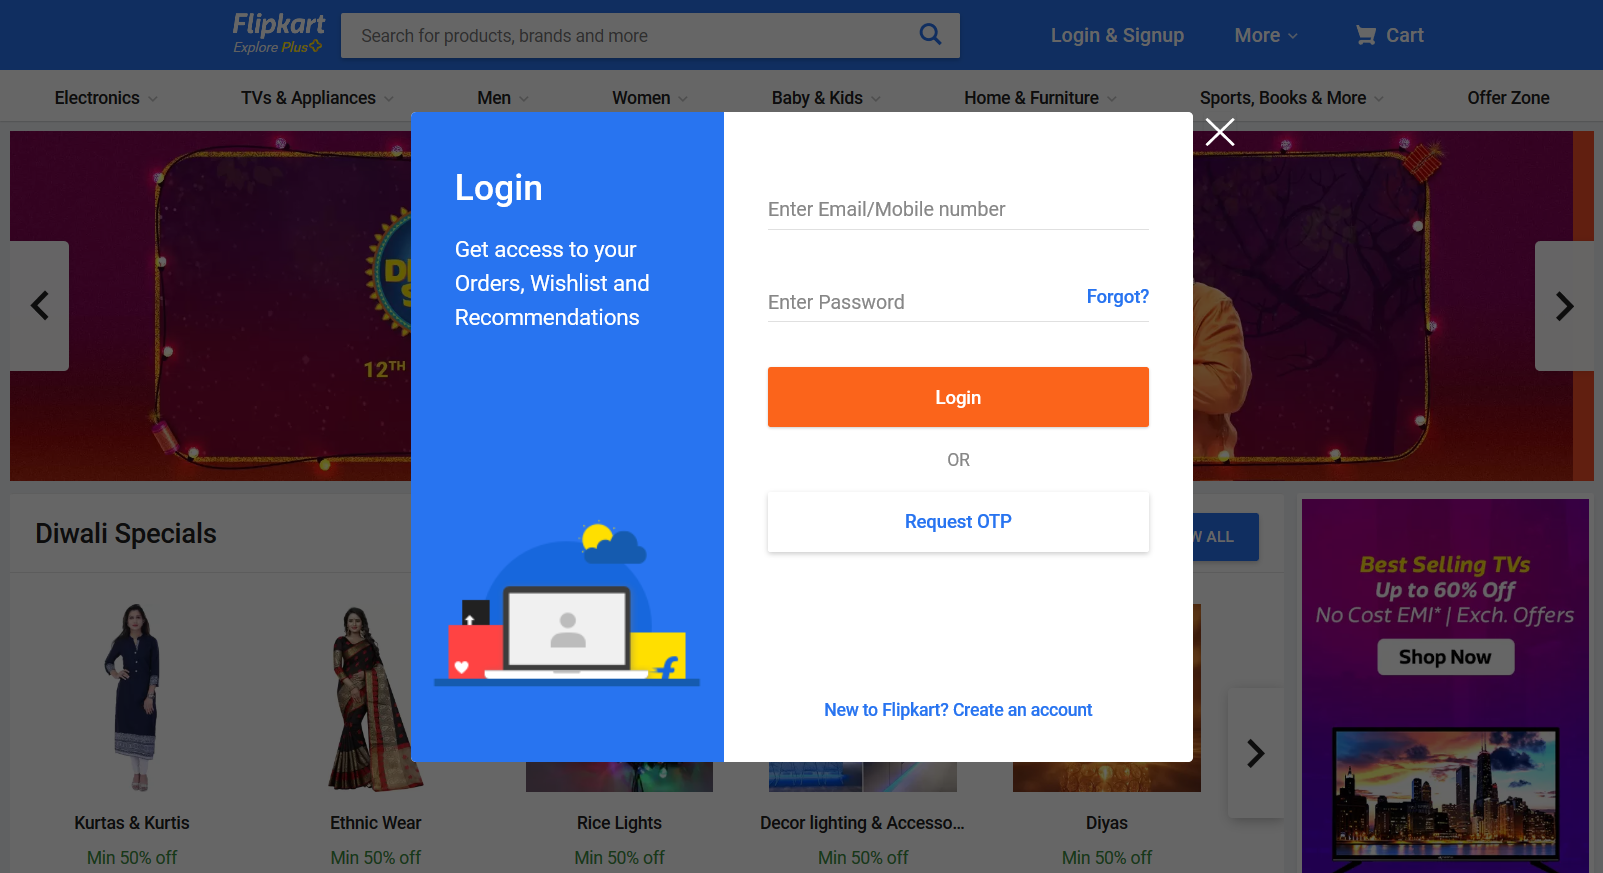 Flipkart
Explore Plus
Search for products, brands and more
Login & Signup
More
Cart
Electronics
TVs & Appliances
Men
Women
Baby & Kids
Home & Furniture
Sports, Books & More
Offer Zone
12TH
Login
Get access to your
Orders, Wishlist and
Recommendations
Enter Email/Mobile number
Enter Password
Forgot?
Login
OR
Request OTP
New to Flipkart? Create an account
Diwali Specials
ALL
Best Selling TVs
Up to 60% Off
No Cost EMI* | Exch. Offers
Shop Now
Kurtas & Kurtis
Ethnic Wear
Rice Lights
Decor lighting & Accesso...
Diyas
Min 50% off
Min 50% off
Min 50% off
Min 50% off
Min 50% off